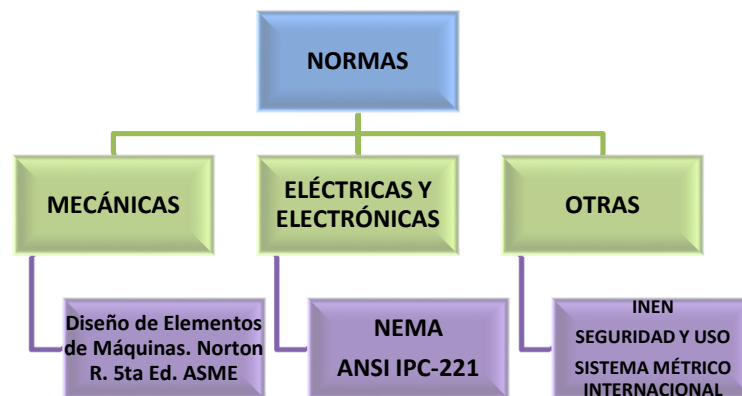 NORMAS
MECÁNICAS
ELÉCTRICAS Y
ELECTRÓNICAS
OTRAS
Diseño de Elementos
de Máquinas. Norton
R. 5ta Ed. ASME
NEMA
ANSI IPC-221
INEN
SEGURIDAD Y USO
SISTEMA MÉTRICO
INTERNACIONAL